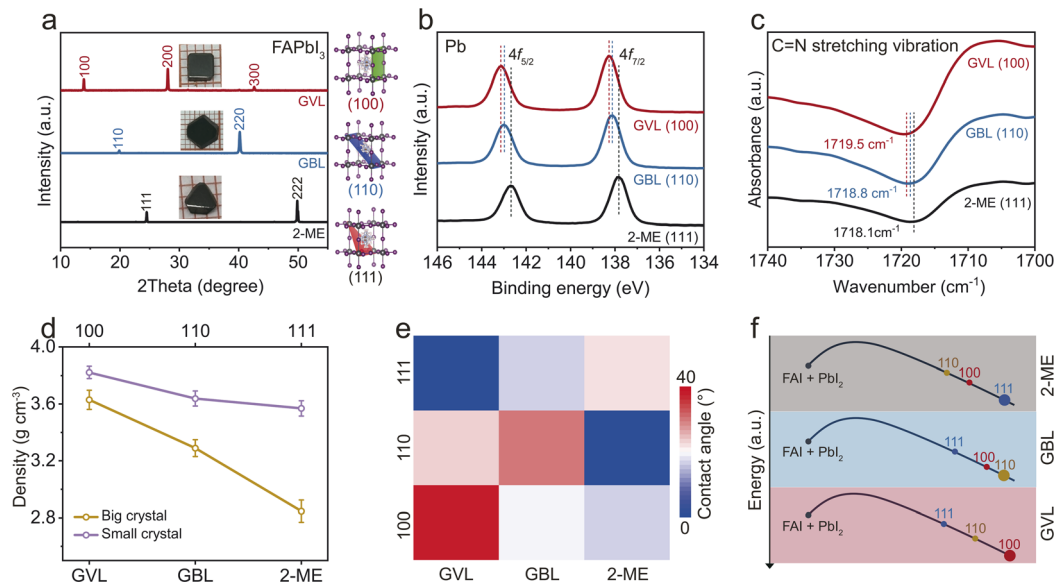 a
FAPbI3
100
200
300
GVL
110
220
GBL
111
222
2-ME
10 20 30 40 50
2Theta (degree)
Intensity (a.u.)
(100)
(110)
(111)
b
Pb
4f5/2
4f7/2
GVL (100)
GBL (110)
2-ME (111)
146 144 142 140 138 136 134
Binding energy (eV)
Intensity (a.u.)
c
C=N stretching vibration
GVL (100)
1719.5 cm-1
GBL (110)
1718.8 cm-1
2-ME (111)
1718.1cm-1
1740 1730 1720 1710 1700
Wavenumber (cm-1)
Absorbance (a.u.)
d
100 110 111
4.0
3.6
3.2
2.8
Density (g cm-3)
Big crystal
Small crystal
GVL GBL 2-ME
e
111
110
100
GVL GBL 2-ME
40
Contact angle (°)
0
f
Energy (a.u.)
FAI + PbI2
110
100
111
2-ME
FAI + PbI2
111
100
110
GBL
FAI + PbI2
111
110
100
GVL